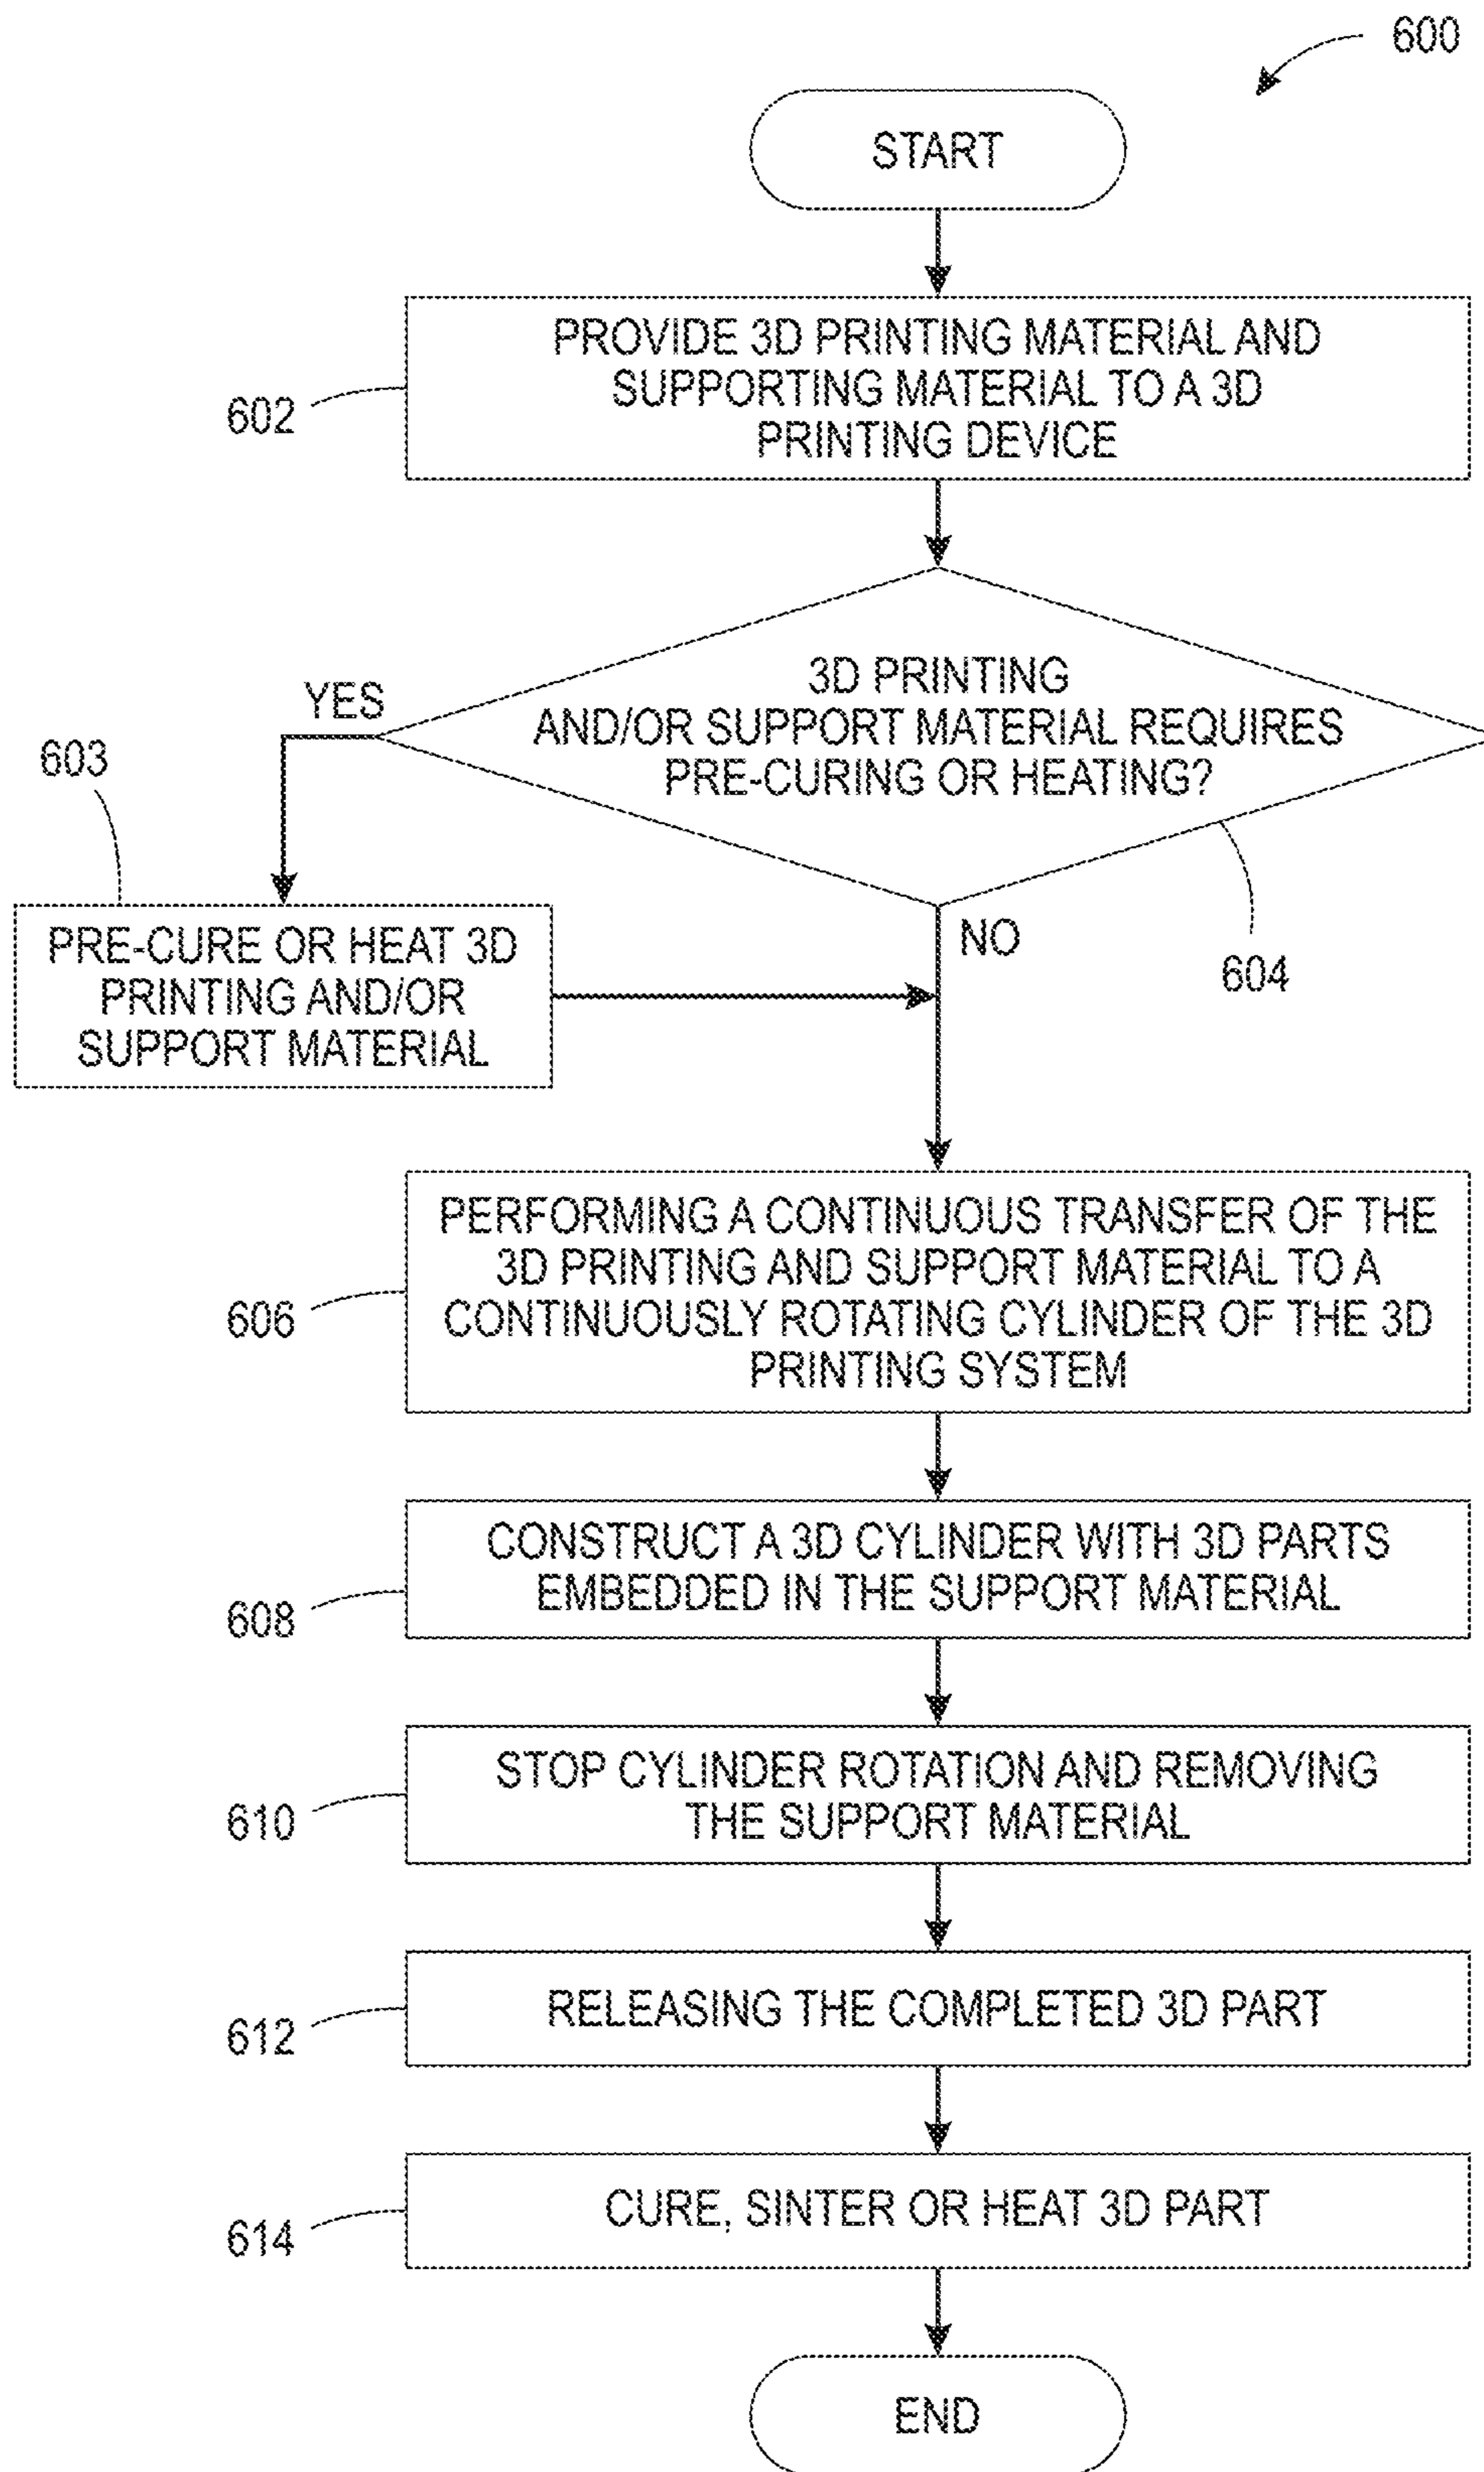 600
START
PROVIDE 3D PRINTING MATERIAL AND
SUPPORTING MATERIAL TO A 3D
PRINTING DEVICE
602
3D PRINTING
AND/OR SUPPORT MATERIAL REQUIRES
PRE-CURING OR HEATING?
YES
603
604
NO
PRE-CURE OR HEAT 3D
PRINTING AND/OR
SUPPORT MATERIAL
PERFORMING A CONTINUOUS TRANSFER OF THE
3D PRINTING AND SUPPORT MATERIAL TO A
CONTINUOUSLY ROTATING CYLINDER OF THE 3D
PRINTING SYSTEM
606
CONSTRUCT A 3D CYLINDER WITH 3D PARTS
EMBEDDED IN THE SUPPORT MATERIAL
608
STOP CYLINDER ROTATION AND REMOVING
THE SUPPORT MATERIAL
610
RELEASING THE COMPLETED 3D PART
612
CURE, SINTER OR HEAT 3D PART
614
END